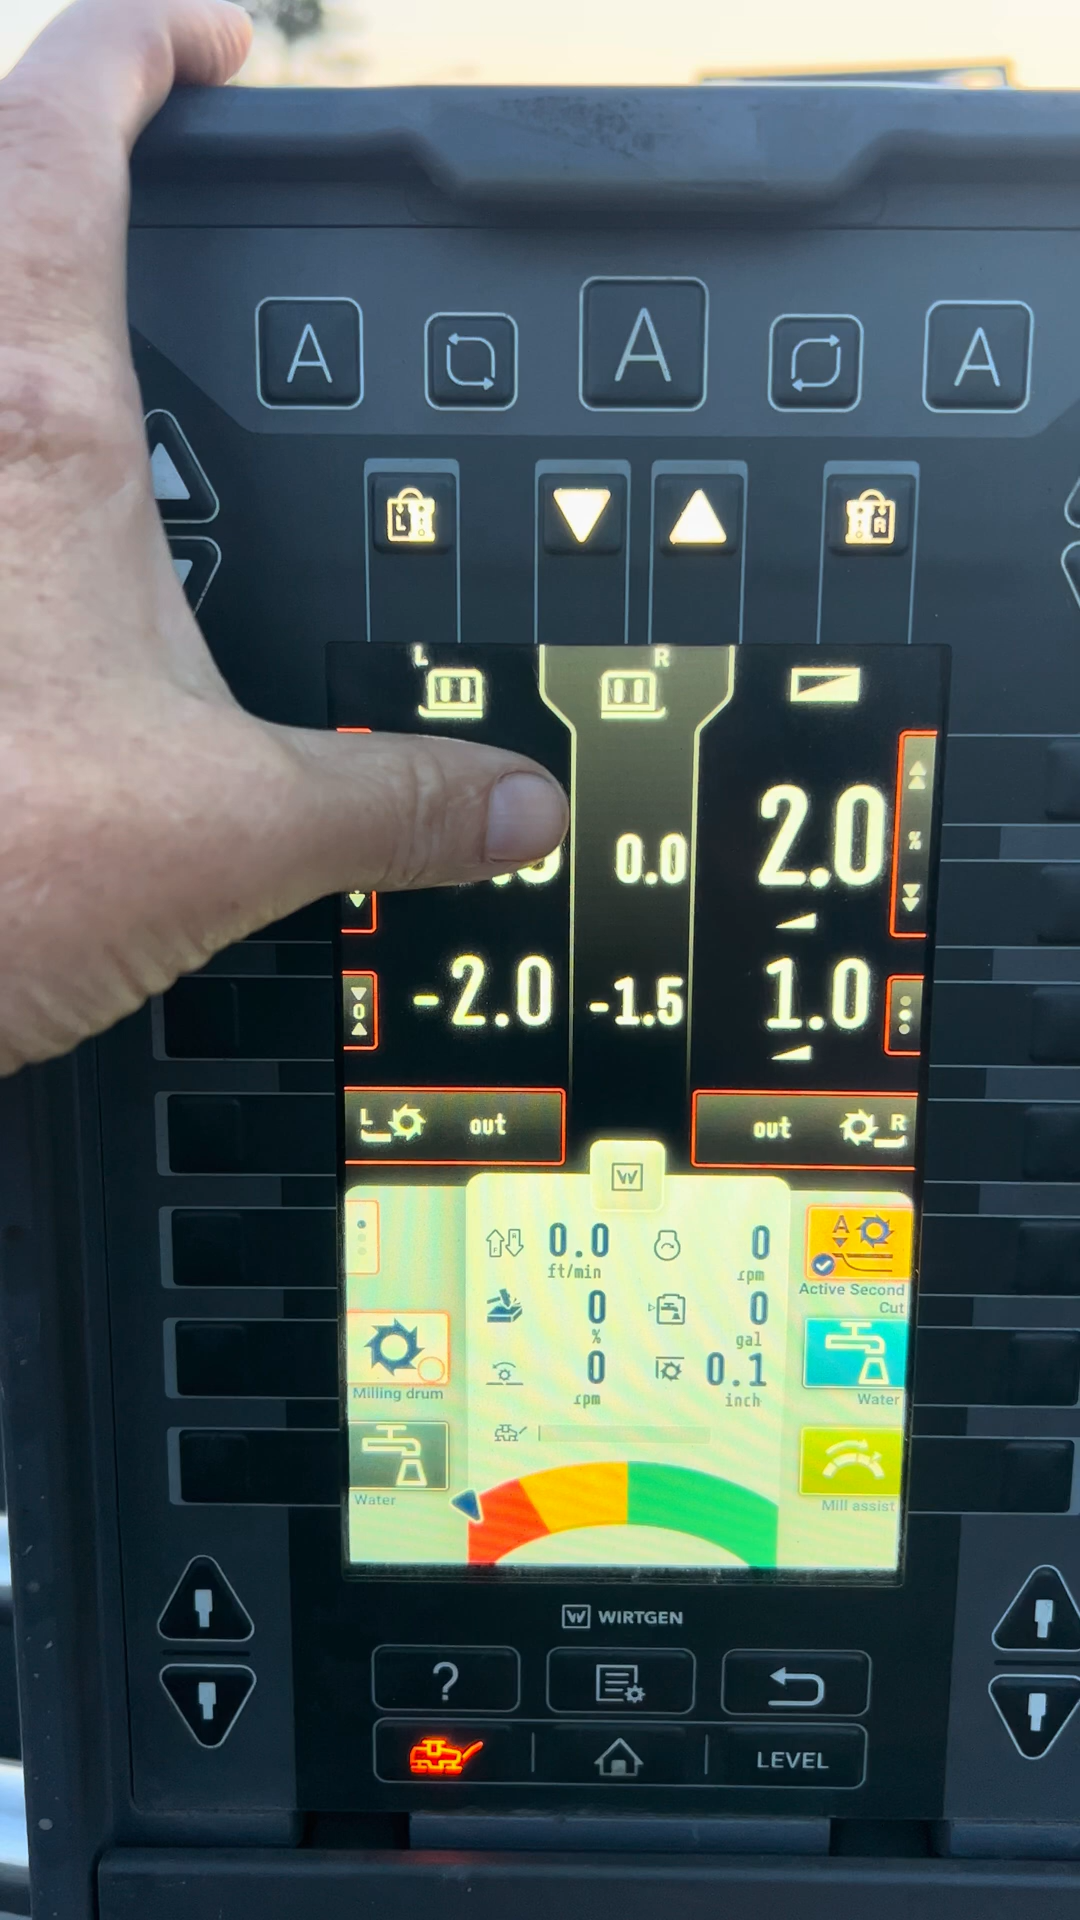 A A A
L R
L R
0.0 2.0
%
-2.0 -1.5 1.0
0
L out out R
W
0.0 0
ft/min rpm
0 0
% gal
0 0.1
rpm inch
A
Active Second
Cut
Milling drum
Water
Water
Mill assist
W WIRTGEN
?
LEVEL